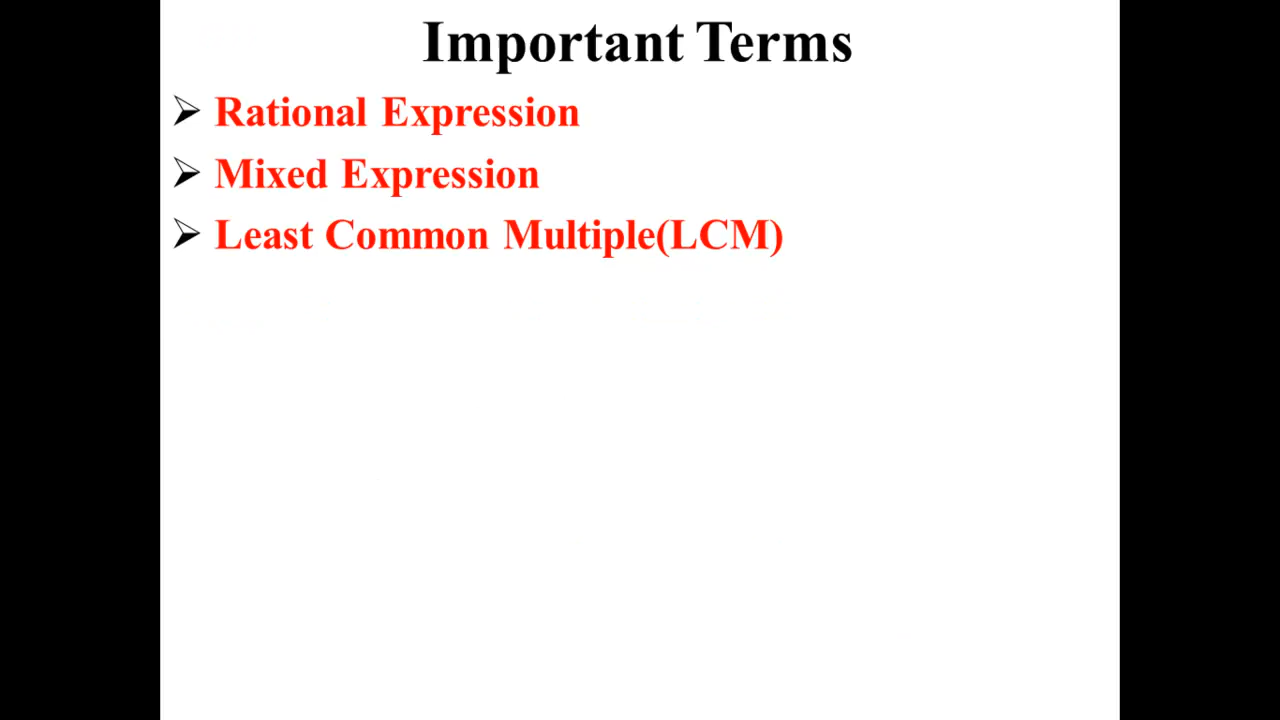 Important Terms
➢ Rational Expression
➢ Mixed Expression
➢ Least Common Multiple(LCM)